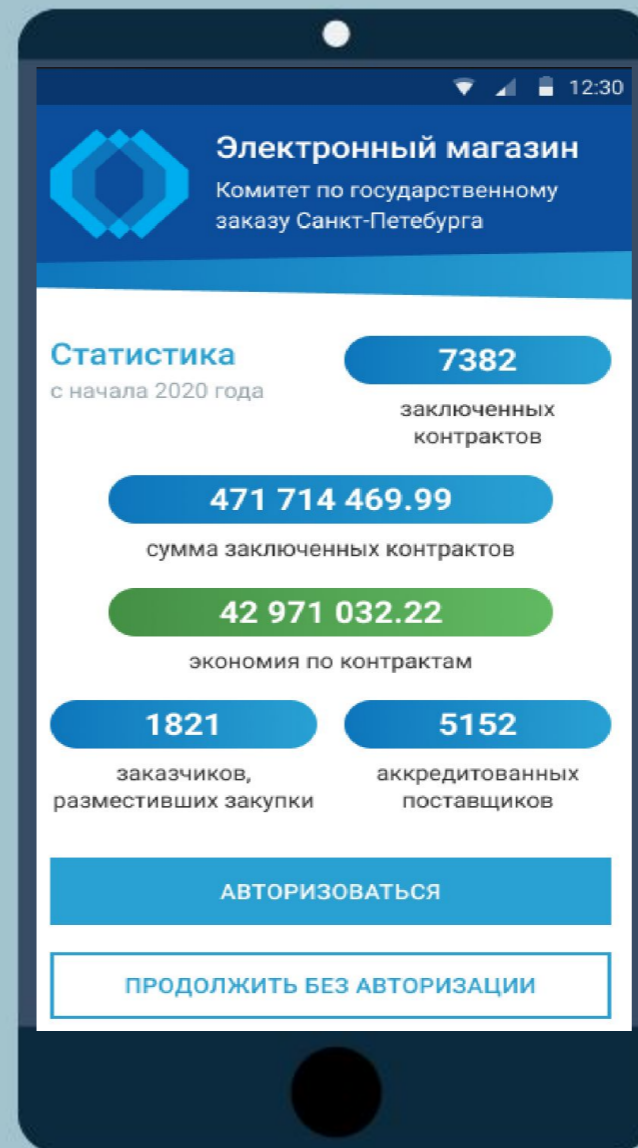 12:30
Электронный магазин
Комитет по государственному
заказу Санкт-Петебурга
Статистика
с начала 2020 года
7382
заключенных
контрактов
471 714 469.99
сумма заключенных контрактов
42 971 032.22
экономия по контрактам
1821
заказчиков,
разместивших закупки
5152
аккредитованных
поставщиков
АВТОРИЗОВАТЬСЯ
ПРОДОЛЖИТЬ БЕЗ АВТОРИЗАЦИИ